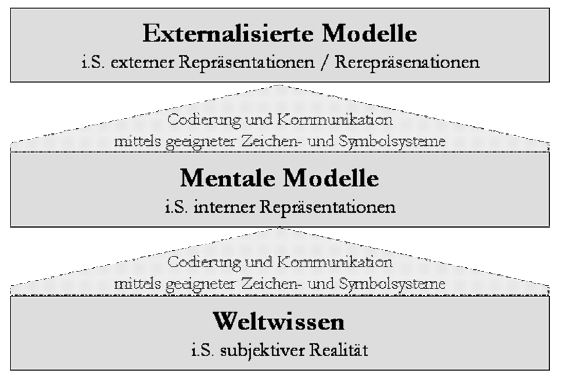 Externalisierte Modelle
i.S. externer Repräsentationen / Rerepräsenationen
Codierung und Kommunikation
mittels geeigneter Zeichen- und Symbolsysteme
Mentale Modelle
i.S. interner Repräsentationen
Codierung und Kommunikation
mittels geeigneter Zeichen- und Symbolsysteme
Weltwissen
i.S. subjektiver Realität